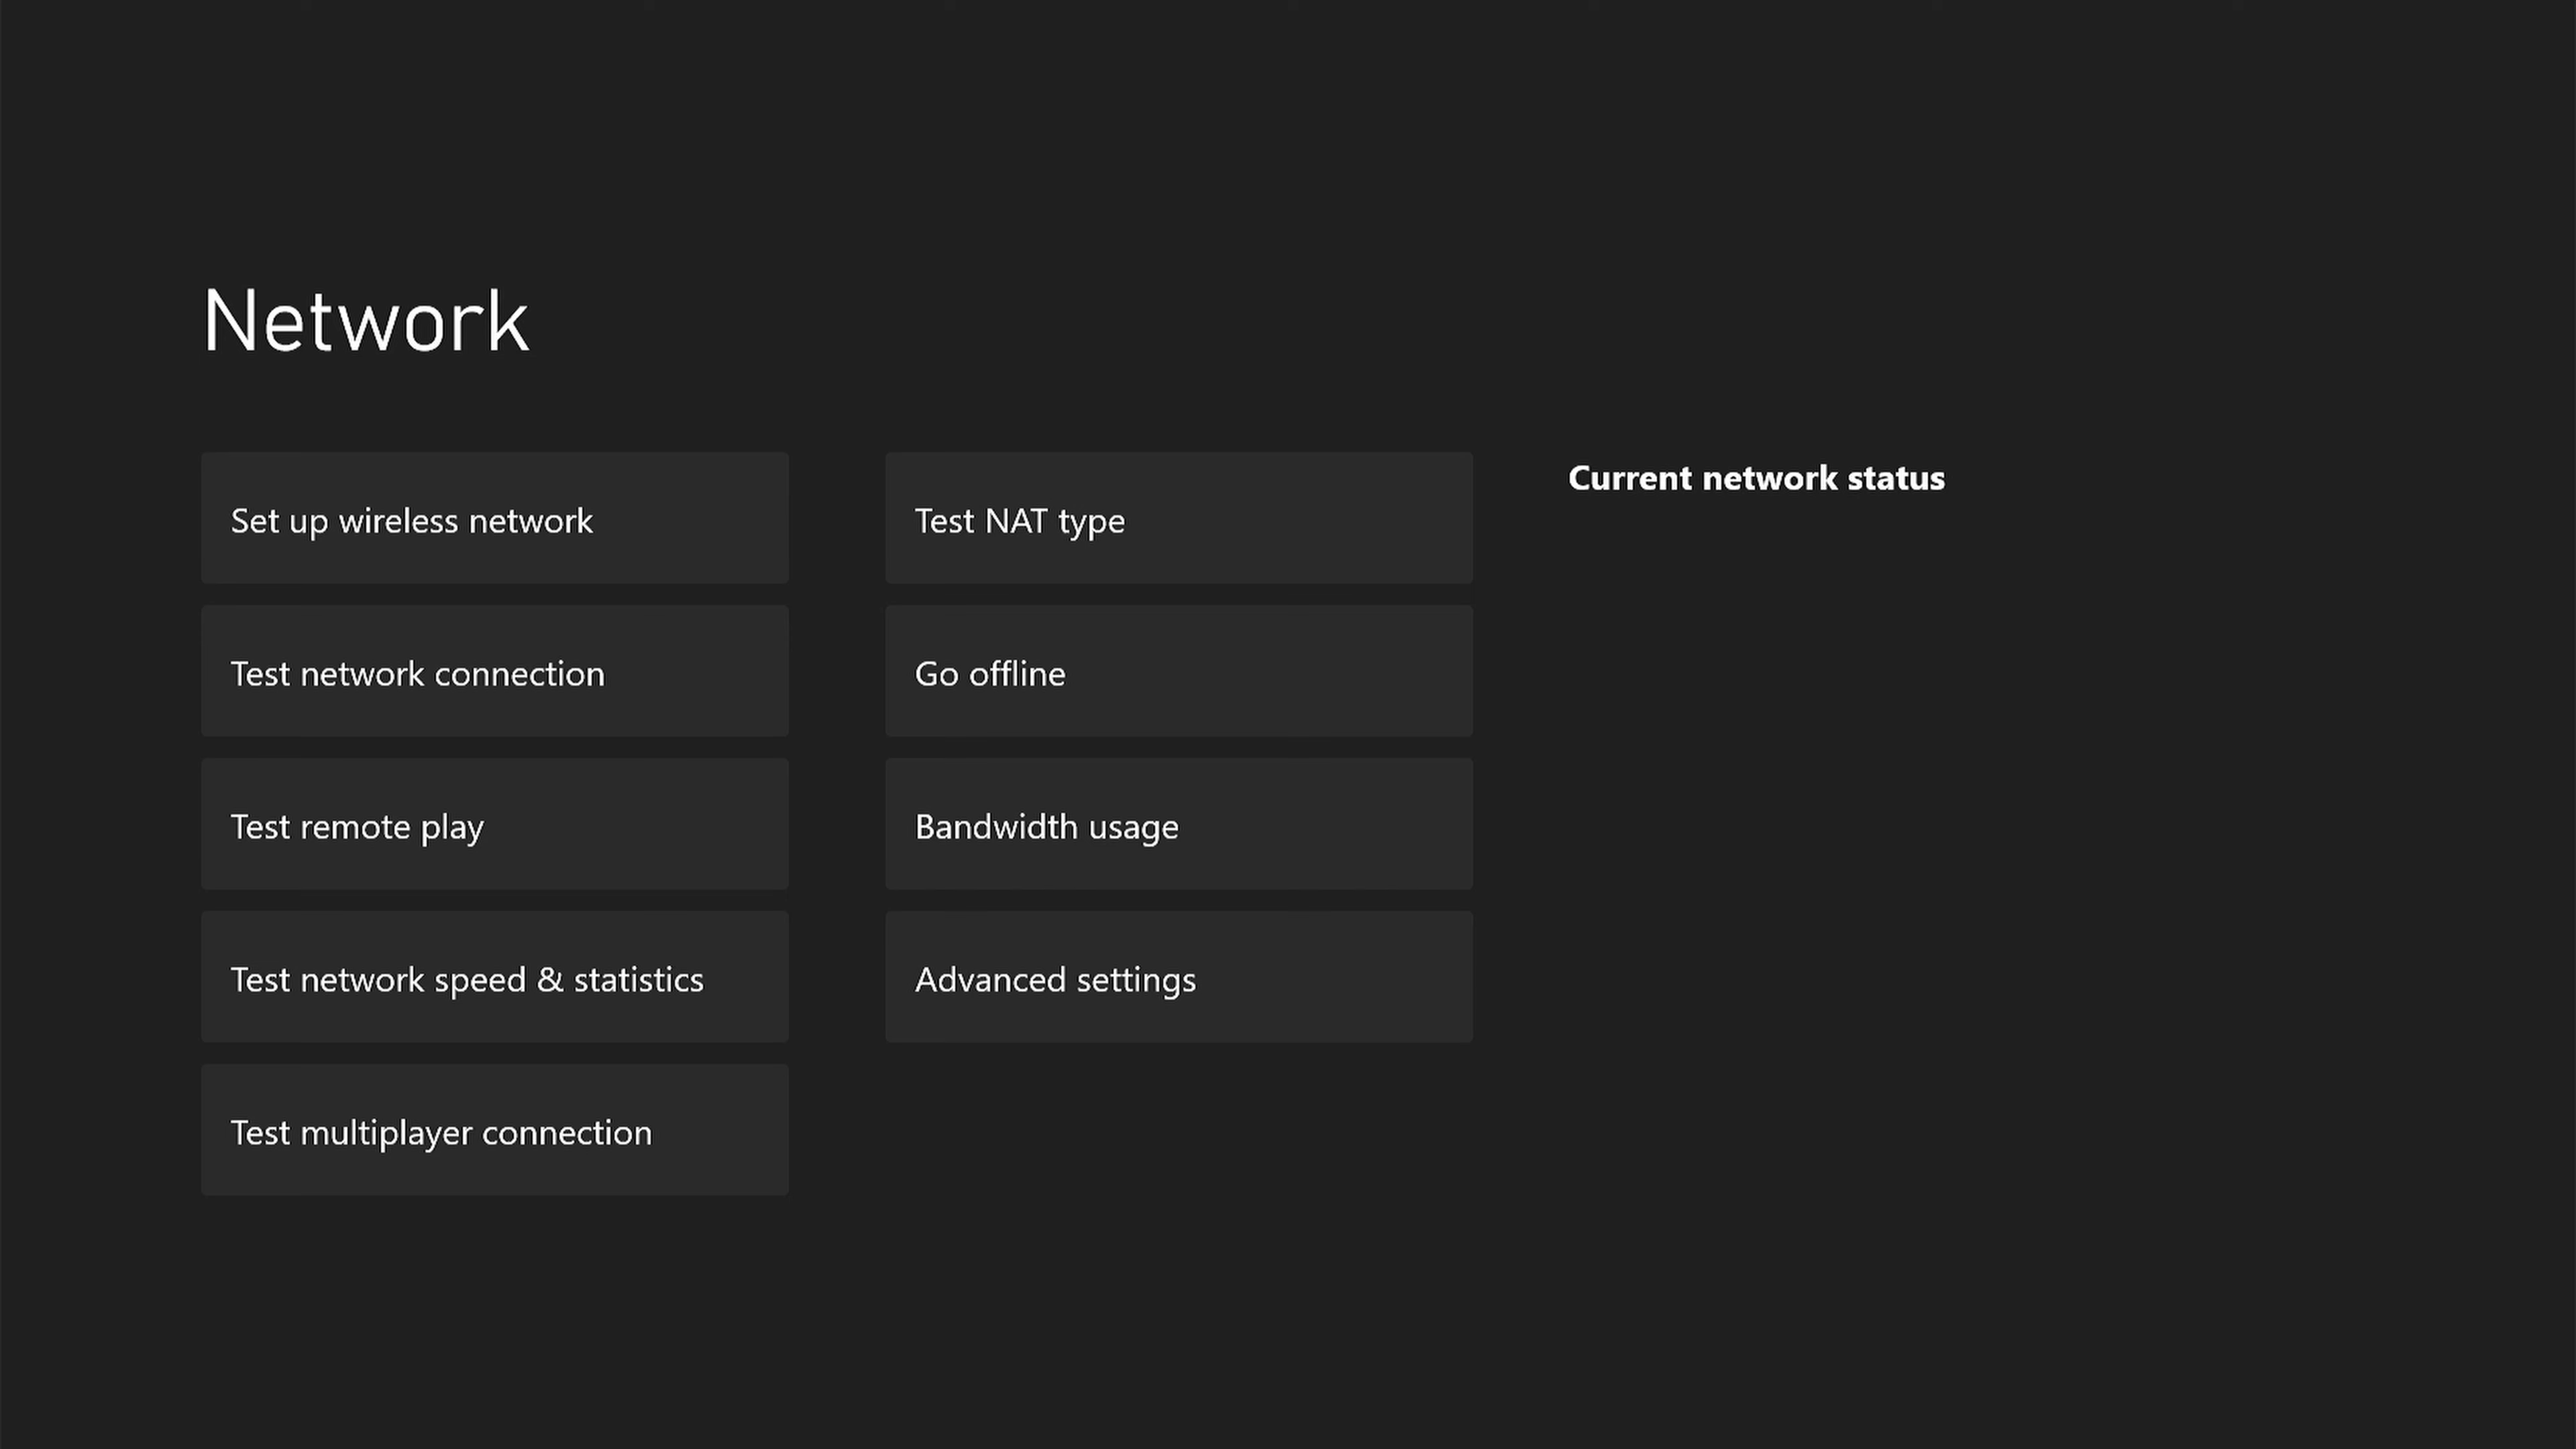 Network
Set up wireless network
Test network connection
Test remote play
Test network speed & statistics
Test multiplayer connection
Test NAT type
Go offline
Bandwidth usage
Advanced settings
Current network status